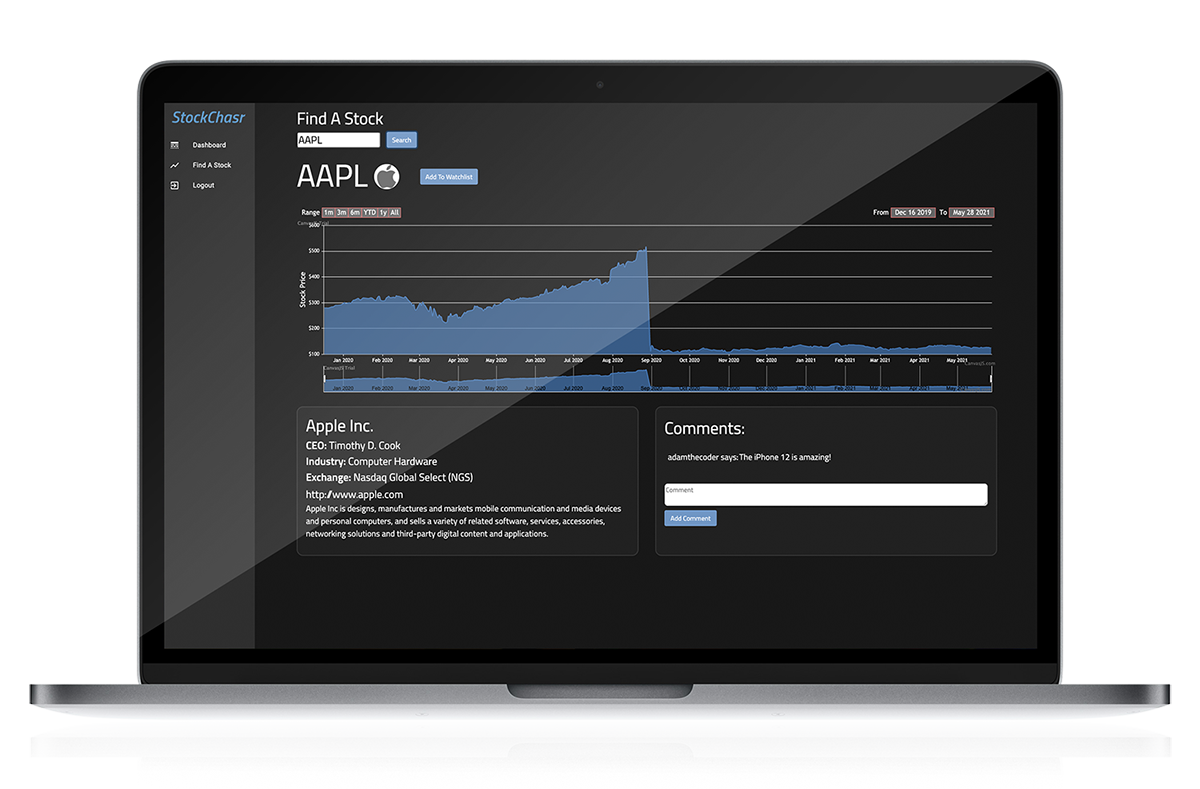 StockChasr
Dashboard
Find A Stock
Logout
Find A Stock
AAPL
Search
AAPL
Add To Watchlist
Range 1m 3m 6m YTD 1y All
From Dec 16 2019 To May 28 2021
CanvasJS Trial
$600
$500
$400
$300
$200
$100
Stock Price
Jan 2020 Feb 2020 Mar 2020 Apr 2020 May 2020 Jun 2020 Jul 2020 Aug 2020 Sep 2020 Oct 2020 Nov 2020 Dec 2020 Jan 2021 Feb 2021 Mar 2021 Apr 2021 May 2021
CanvasJS Trial
CanvasJS.com
Jan 2020 Feb 2020 Mar 2020 Apr 2020 May 2020 Jun 2020 Jul 2020 Aug 2020 Sep 2020 Oct 2020 Nov 2020 Dec 2020 Jan 2021 Feb 2021 Mar 2021 Apr 2021 May 2021
Apple Inc.
CEO: Timothy D. Cook
Industry: Computer Hardware
Exchange: Nasdaq Global Select (NGS)
http://www.apple.com
Apple Inc is designs, manufactures and markets mobile communication and media devices
and personal computers, and sells a variety of related software, services, accessories,
networking solutions and third-party digital content and applications.
Comments:
adamthecoder says: The iPhone 12 is amazing!
Comment
Add Comment